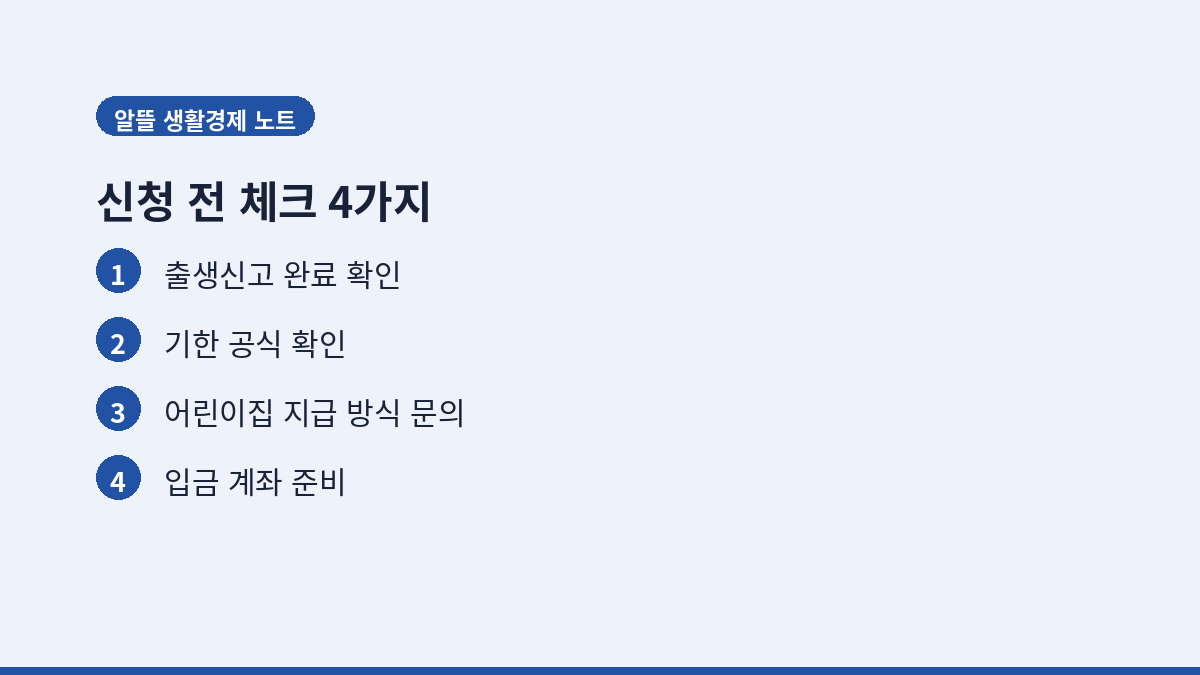 알뜰 생활경제 노트
신청 전 체크 4가지
1 출생신고 완료 확인
2 기한 공식 확인
3 어린이집 지급 방식 문의
4 입금 계좌 준비